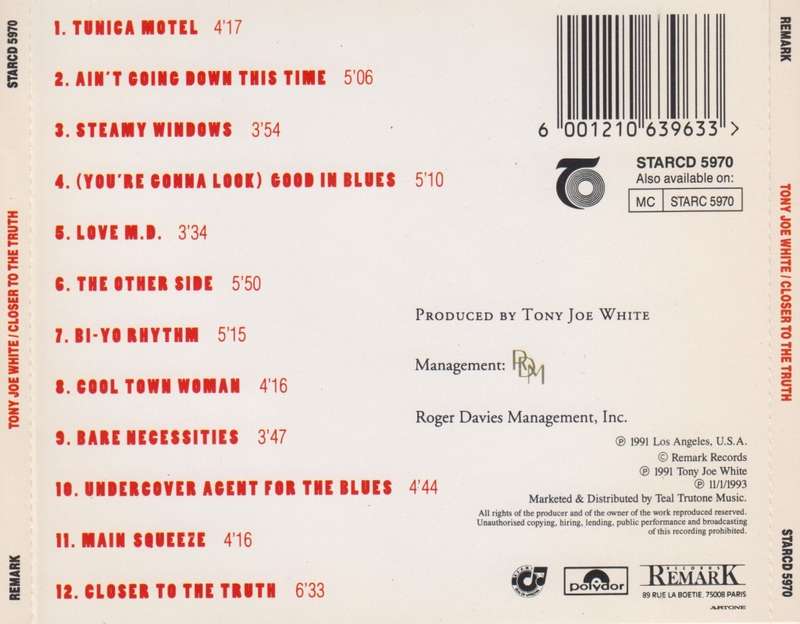 STARCD 5970
TONY JOE WHITE / CLOSER TO THE TRUTH
REMARK
1. TUNICA MOTEL 4'17
2. AIN'T GOING DOWN THIS TIME 5'06
3. STEAMY WINDOWS 3'54
4. (YOU'RE GONNA LOOK) GOOD IN BLUES 5'10
5. LOVE M.D. 3'34
6. THE OTHER SIDE 5'50
7. BI-YO RHYTHM 5'15
8. COOL TOWN WOMAN 4'16
9. BARE NECESSITIES 3'47
10. UNDERCOVER AGENT FOR THE BLUES 4'44
11. MAIN SQUEEZE 4'16
12. CLOSER TO THE TRUTH 6'33
6 001210 639633 >
STARCD 5970
Also available on:
MC STARC 5970
PRODUCED BY TONY JOE WHITE
Management: RDM
Roger Davies Management, Inc.
℗ 1991 Los Angeles, U.S.A.
© Remark Records
℗ 1991 Tony Joe White
℗ 11/1/1993
Marketed & Distributed by Teal Trutone Music.
All rights of the producer and of the owner of the work reproduced reserved.
Unauthorised copying, hiring, lending, public performance and broadcasting
of this recording prohibited.
polydor
RECORDS
REMARK
89 RUE LA BOETIE, 75008 PARIS
ARTONE
REMARK
TONY JOE WHITE / CLOSER TO THE TRUTH
STARCD 5970